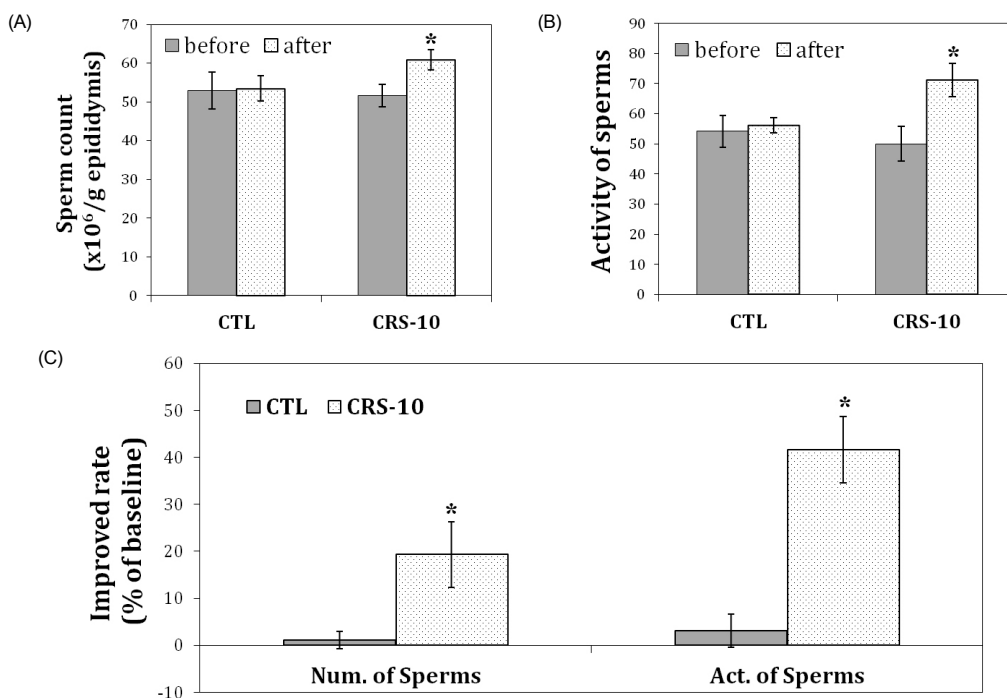 (A)
Sperm count
(x10⁶/g epididymis)
70
60
50
40
30
20
10
0
before after
*
CTL CRS-10
(B)
Activity of sperms
90
80
70
60
50
40
30
20
10
0
before after
*
CTL CRS-10
(C)
Improved rate
(% of baseline)
60
50
40
30
20
10
0
-10
CTL CRS-10
*
*
Num. of Sperms Act. of Sperms